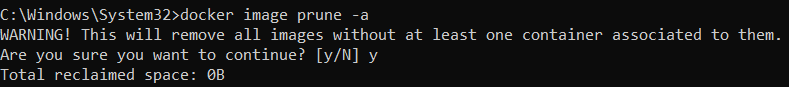 C:\Windows\System32>docker image prune -a
WARNING! This will remove all images without at least one container associated to them.
Are you sure you want to continue? [y/N] y
Total reclaimed space: 0B